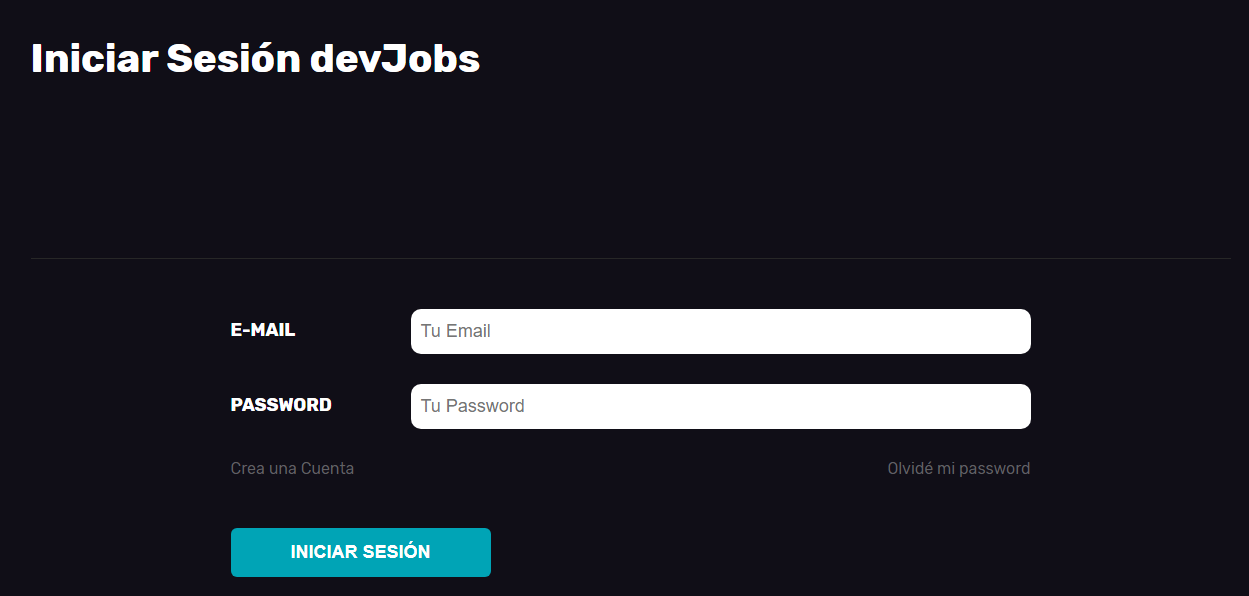 Iniciar Sesión devJobs
E-MAIL
Tu Email
PASSWORD
Tu Password
Crea una Cuenta
Olvidé mi password
INICIAR SESIÓN